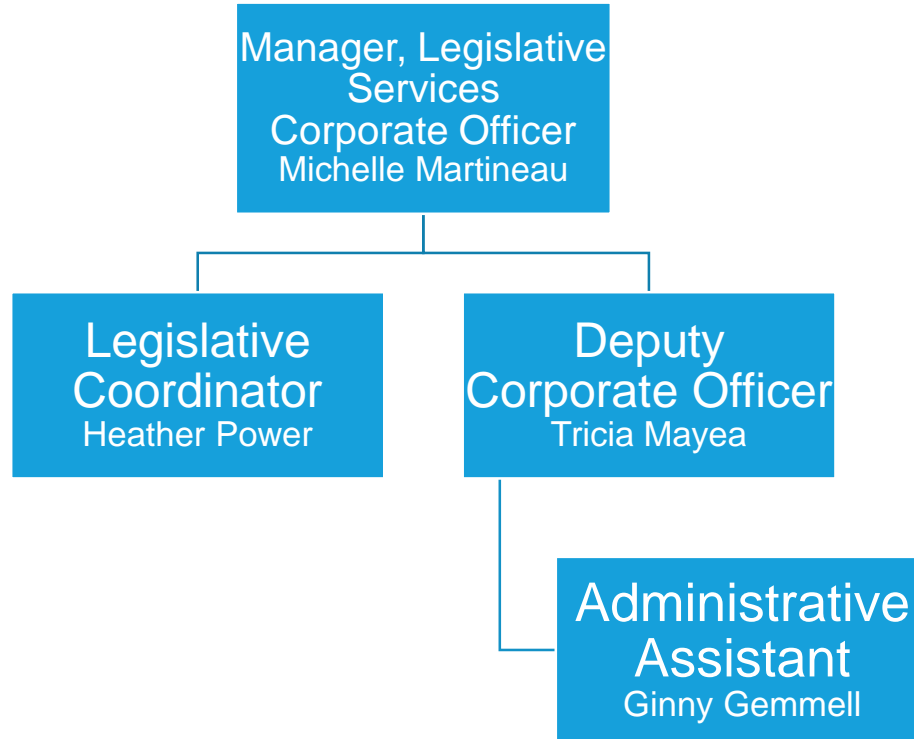 Manager, Legislative
Services
Corporate Officer
Michelle Martineau
Legislative
Coordinator
Heather Power
Deputy
Corporate Officer
Tricia Mayea
Administrative
Assistant
Ginny Gemmell